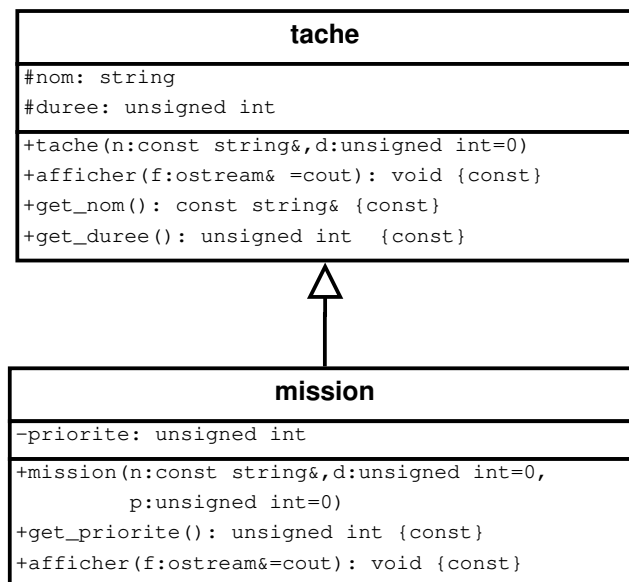 tache
#nom: string
#duree: unsigned int
+tache(n:const string&,d:unsigned int=0)
+afficher(f:ostream& =cout): void {const}
+get_nom(): const string& {const}
+get_duree(): unsigned int  {const}
mission
-priorite: unsigned int
+mission(n:const string&,d:unsigned int=0,
p:unsigned int=0)
+get_priorite(): unsigned int {const}
+afficher(f:ostream&=cout): void {const}